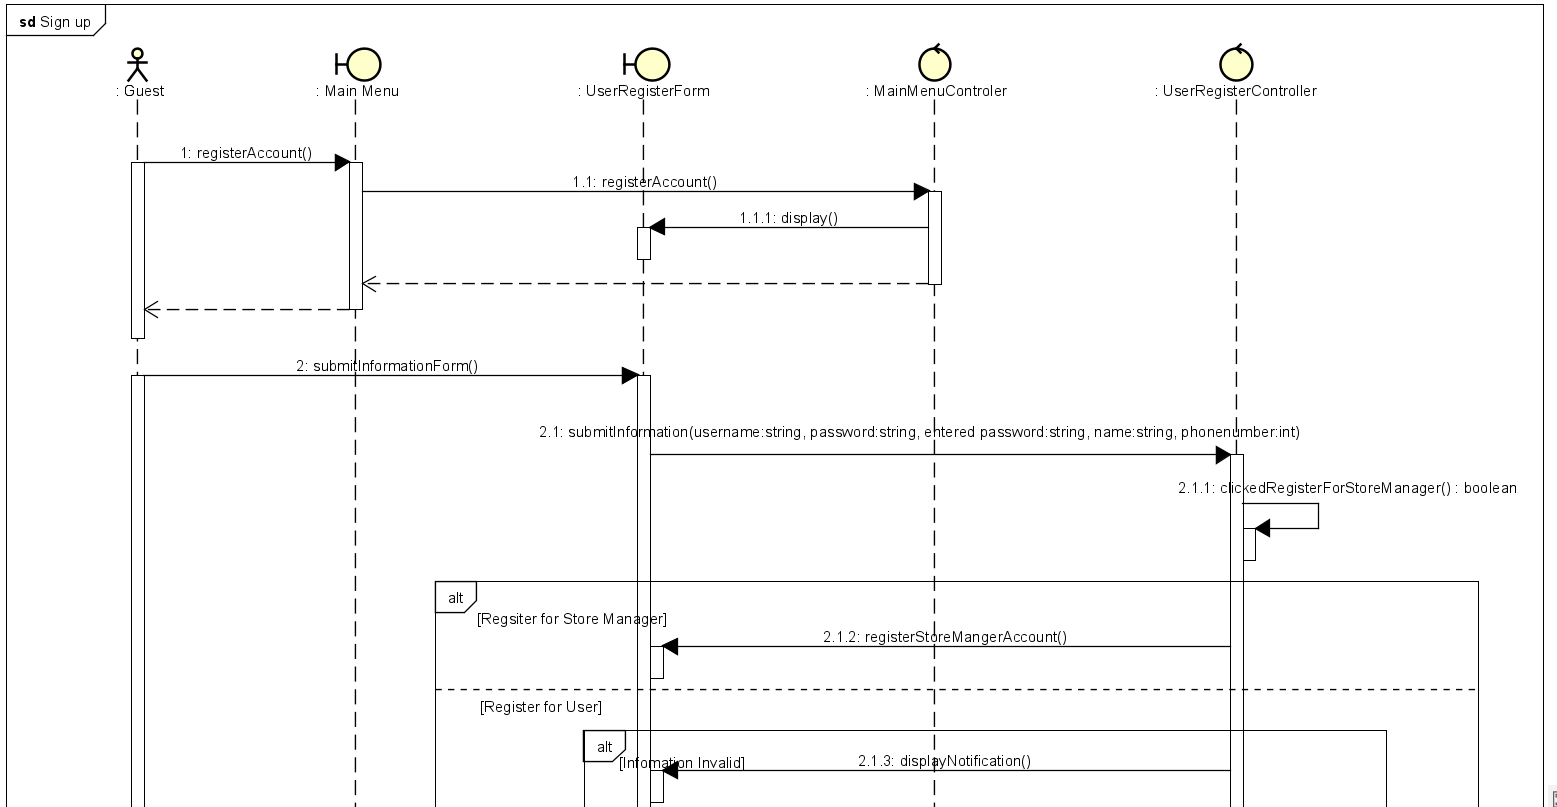 sd Sign up
: Guest
: Main Menu
: UserRegisterForm
: MainMenuControler
: UserRegisterController
1: registerAccount()
1.1: registerAccount()
1.1.1: display()
2: submitInformationForm()
2.1: submitInformation(username:string, password:string, entered password:string, name:string, phonenumber:int)
2.1.1: clickedRegisterForStoreManager() : boolean
alt
[Regsiter for Store Manager]
2.1.2: registerStoreMangerAccount()
[Register for User]
alt
[Infomation Invalid]
2.1.3: displayNotification()